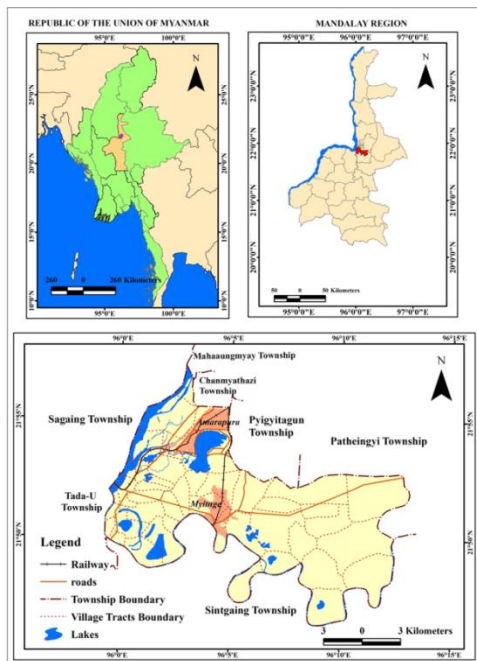 REPUBLIC OF THE UNION OF MYANMAR
95°0'0"E 100°0'0"E
N
25°0'0"N
20°0'0"N
15°0'0"N
10°0'0"N
260 0 260 Kilometers
95°0'0"E 100°0'0"E
MANDALAY REGION
95°0'0"E 96°0'0"E 97°0'0"E
N
23°0'0"N
22°0'0"N
21°0'0"N
20°0'0"N
50 0 50 Kilometers
95°0'0"E 96°0'0"E 97°0'0"E
96°0'E 96°5'E 96°10'E 96°15'E
Mahaaungmyay Township
Chanmyathazi Township
N
Sagaing Township
Amarapura
Pyigyitagun Township
Patheingyi Township
21°55'N
21°55'N
Tada-U Township
Myitnge
21°50'N
21°50'N
Legend
Railway
roads
Township Boundary
Village Tracts Boundary
Lakes
Sintgaing Township
3 0 3 Kilometers
96°0'E 96°5'E 96°10'E 96°15'E